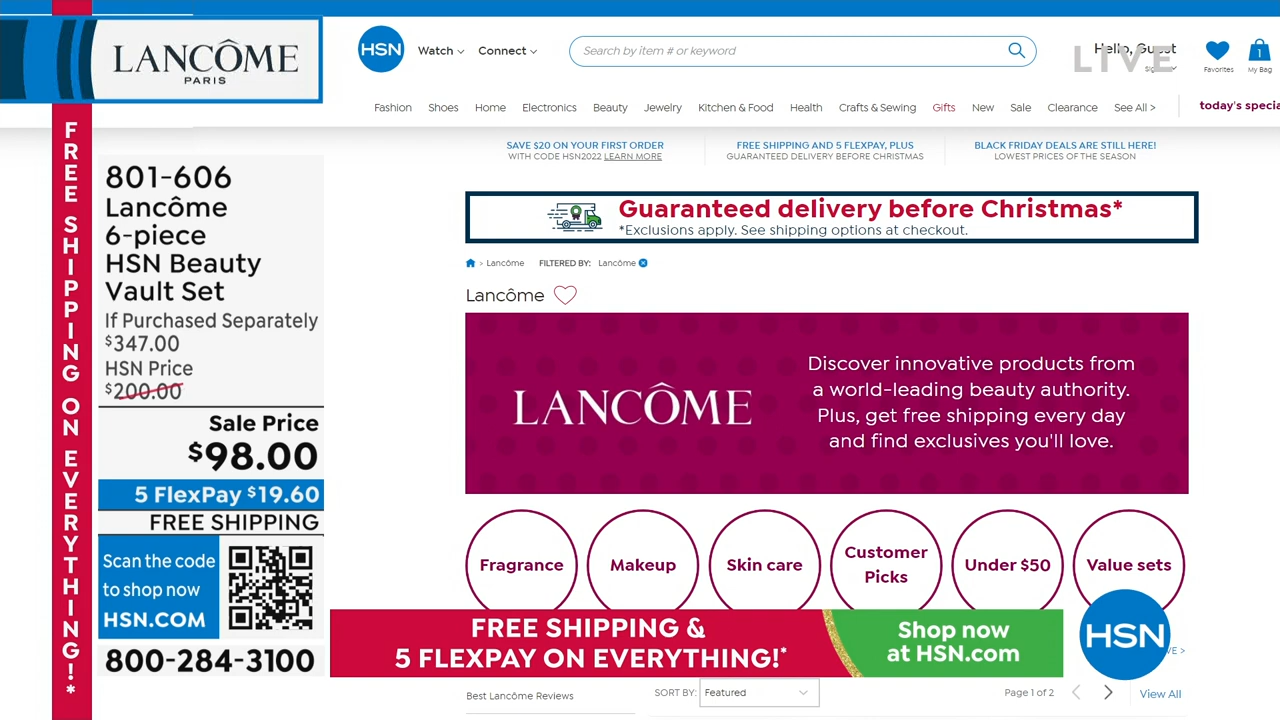 LANCÔME
PARIS
FREE SHIPPING ON EVERYTHING!*
801-606
Lancôme
6-piece
HSN Beauty
Vault Set
If Purchased Separately
$347.00
HSN Price
$200.00
Sale Price
$98.00
5 FlexPay $19.60
FREE SHIPPING
Scan the code
to shop now
HSN.COM
800-284-3100
HSN
Watch
Connect
Search by item # or keyword
Hello, Guest
LIVE
Favorites
1
My Bag
Fashion Shoes Home Electronics Beauty Jewelry Kitchen & Food Health Crafts & Sewing Gifts New Sale Clearance See All >
today's specia
SAVE $20 ON YOUR FIRST ORDER
WITH CODE HSN2022 LEARN MORE
FREE SHIPPING AND 5 FLEXPAY, PLUS
GUARANTEED DELIVERY BEFORE CHRISTMAS
BLACK FRIDAY DEALS ARE STILL HERE!
LOWEST PRICES OF THE SEASON
Guaranteed delivery before Christmas*
*Exclusions apply. See shipping options at checkout.
> Lancôme FILTERED BY: Lancôme
Lancôme
LANCÔME
Discover innovative products from
a world-leading beauty authority.
Plus, get free shipping every day
and find exclusives you'll love.
Fragrance
Makeup
Skin care
Customer
Picks
Under $50
Value sets
FREE SHIPPING &
5 FLEXPAY ON EVERYTHING!*
Shop now
at HSN.com
HSN
Best Lancôme Reviews
SORT BY: Featured
Page 1 of 2
View All